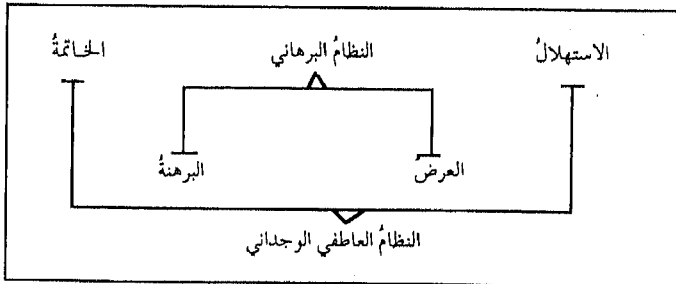 الاستهلالُ
النظامُ البرهاني
الخاتمةُ
العرضُ
البرهنةُ
النظامُ العاطفي الوجداني